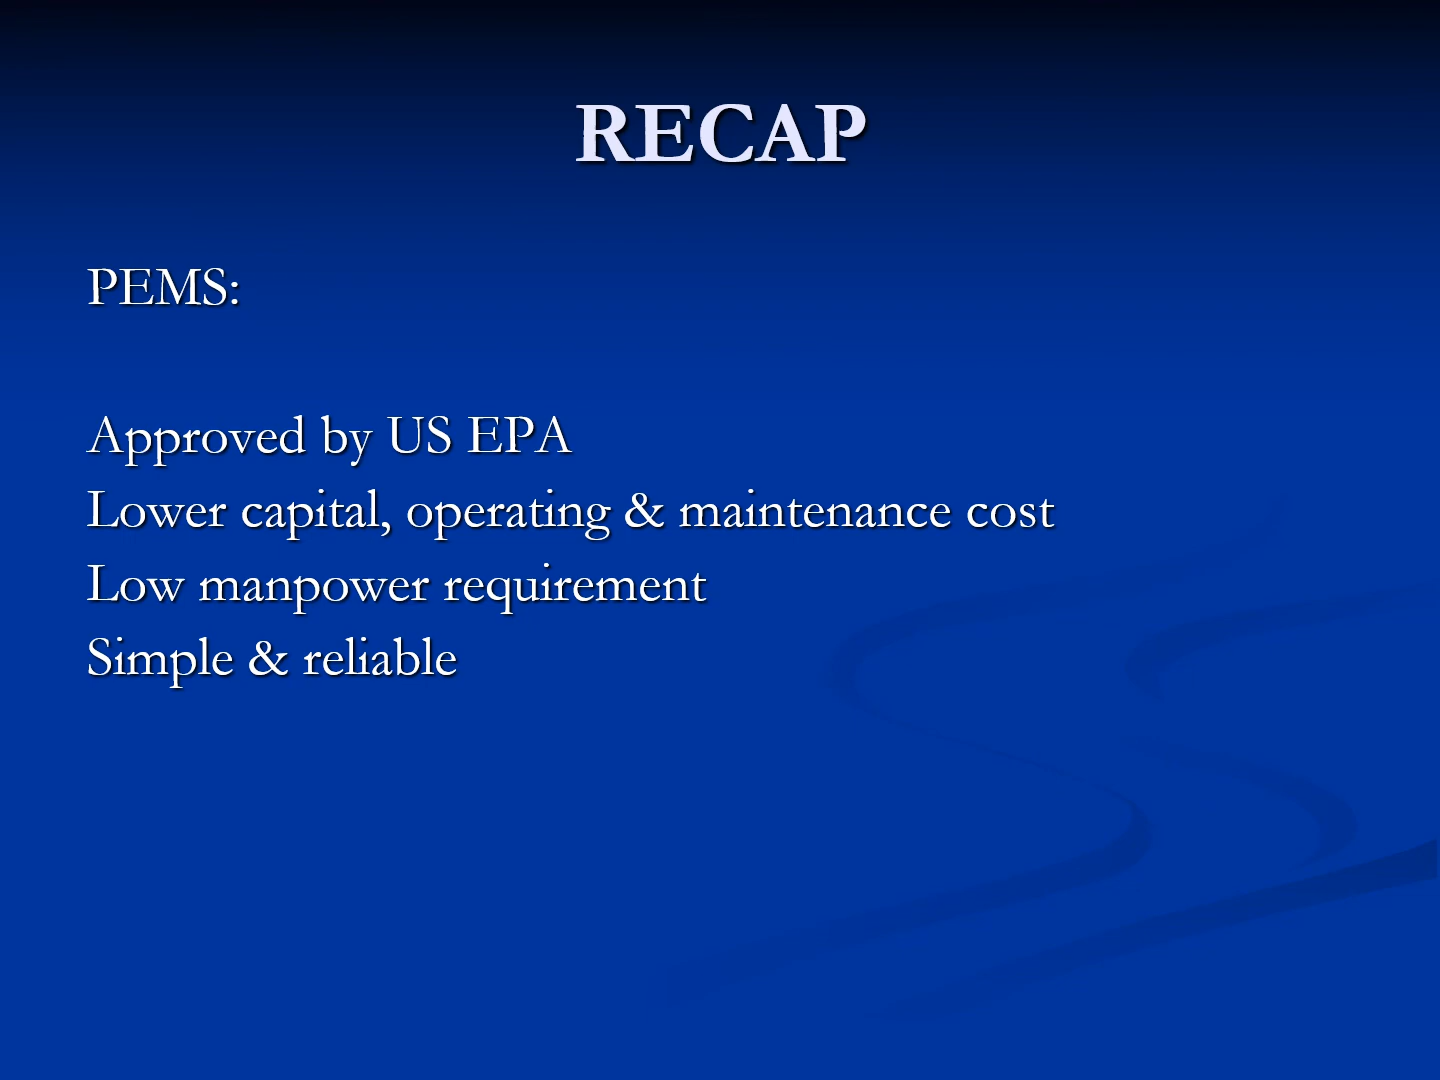 RECAP
PEMS:
Approved by US EPA
Lower capital, operating & maintenance cost
Low manpower requirement
Simple & reliable